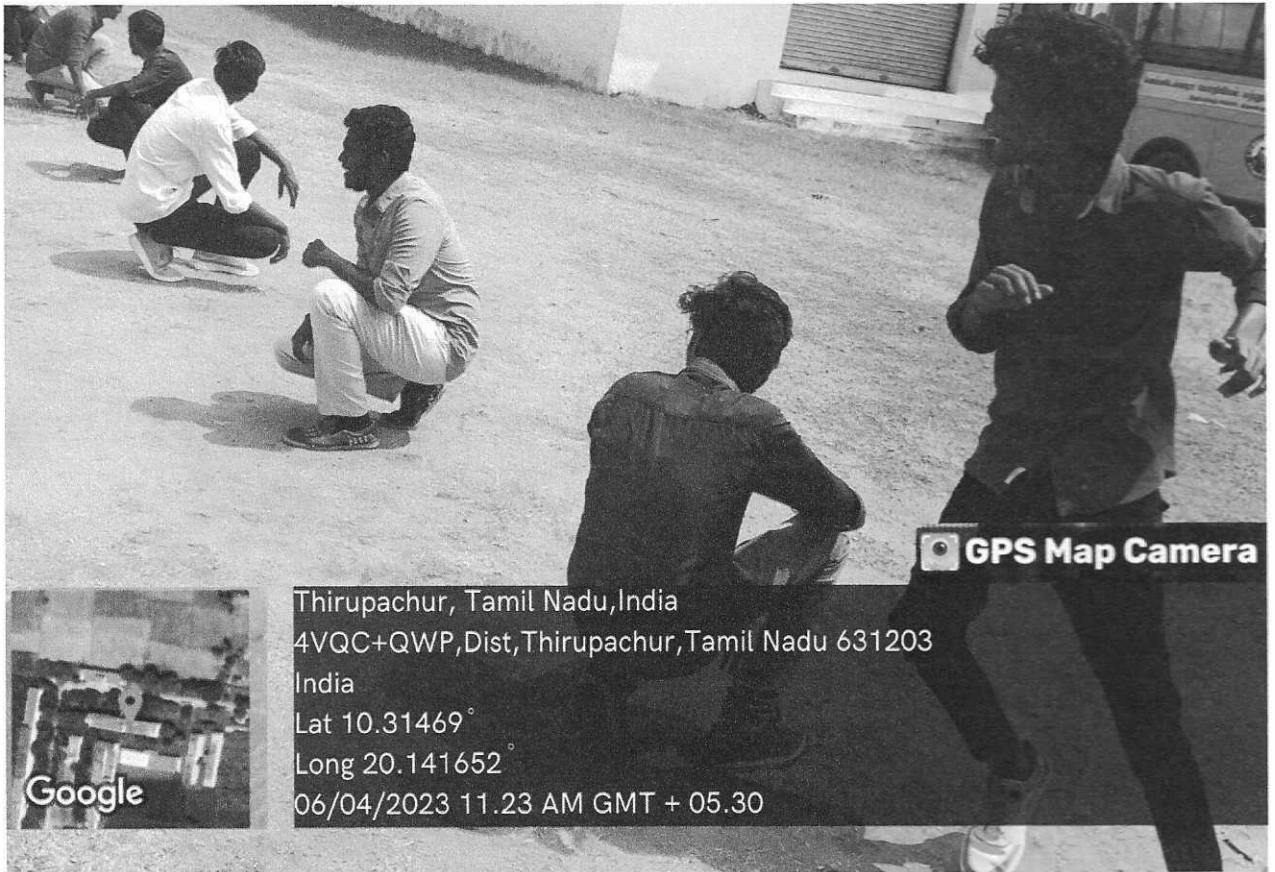 GPS Map Camera
Thirupachur, Tamil Nadu,India
4VQC+QWP,Dist,Thirupachur,Tamil Nadu 631203
India
Lat 10.31469°
Long 20.141652°
06/04/2023 11.23 AM GMT + 05.30
Google